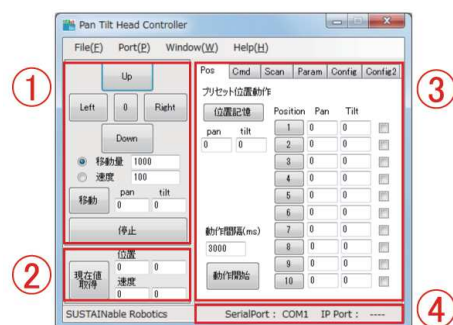 Pan Tilt Head Controller
File(F) Port(P) Window(W) Help(H)
①
Up
Left 0 Right
Down
移動量 1000
速度 100
pan tilt
移動 0 0
停止
②
位置
現在値取得 0 0
速度
0 0
③
Pos Cmd Scan Param Config Config2
プリセット位置動作
位置記憶 Position Pan Tilt
pan tilt
0 0
1 0 0
2 0 0
3 0 0
4 0 0
5 0 0
6 0 0
7 0 0
8 0 0
9 0 0
10 0 0
動作間隔(ms)
3000
動作開始
④
SUSTAINable Robotics SerialPort : COM1 IP Port : ----